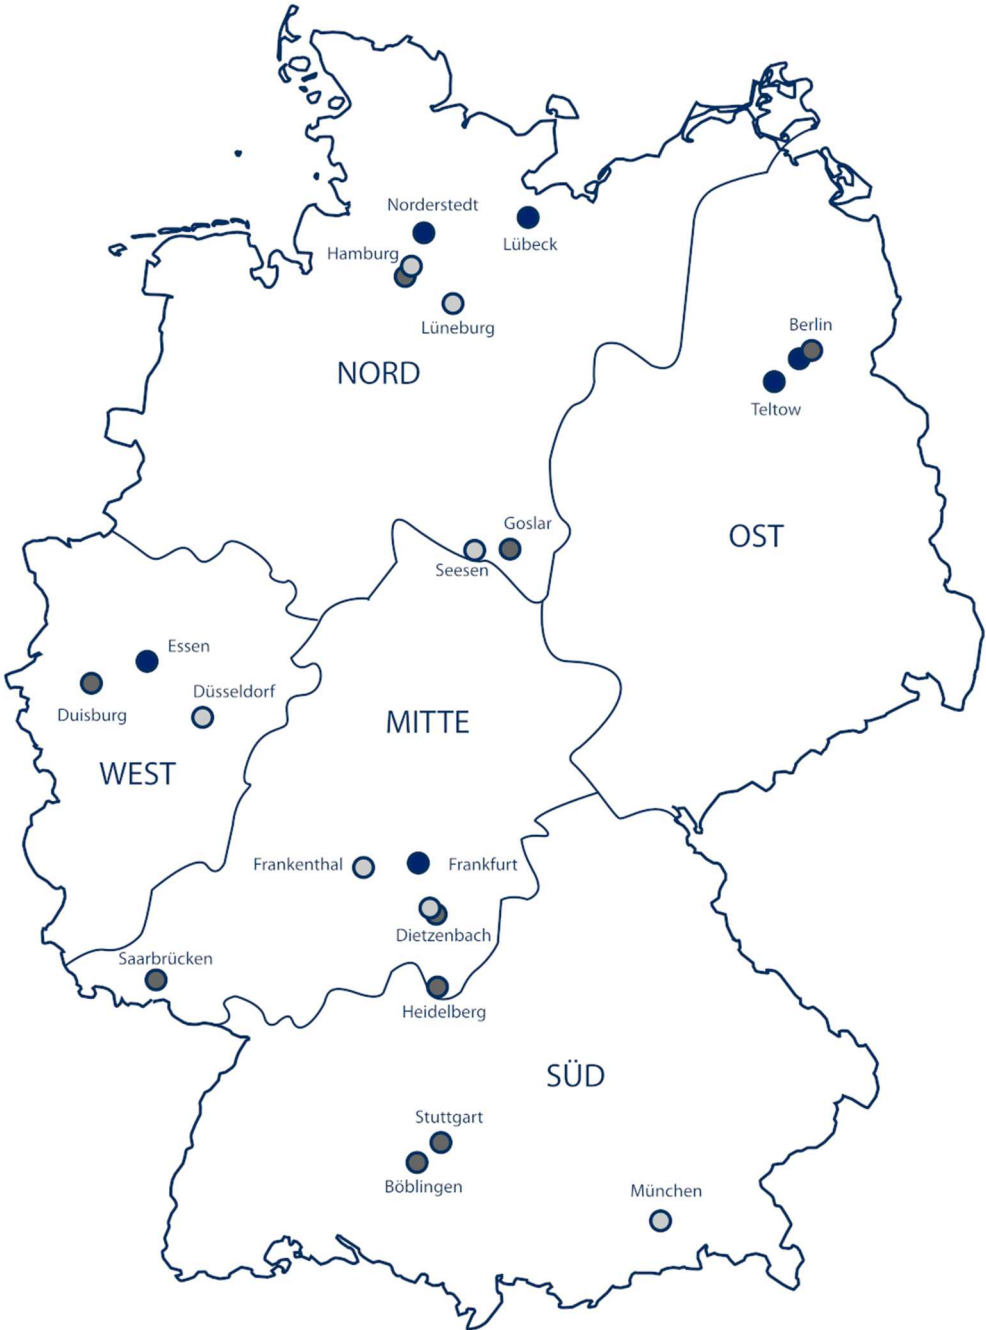 Norderstedt
Lübeck
Hamburg
Lüneburg
Berlin
NORD
Teltow
Goslar
OST
Seesen
Essen
Düsseldorf
Duisburg
MITTE
WEST
Frankenthal
Frankfurt
Dietzenbach
Saarbrücken
Heidelberg
SÜD
Stuttgart
Böblingen
München